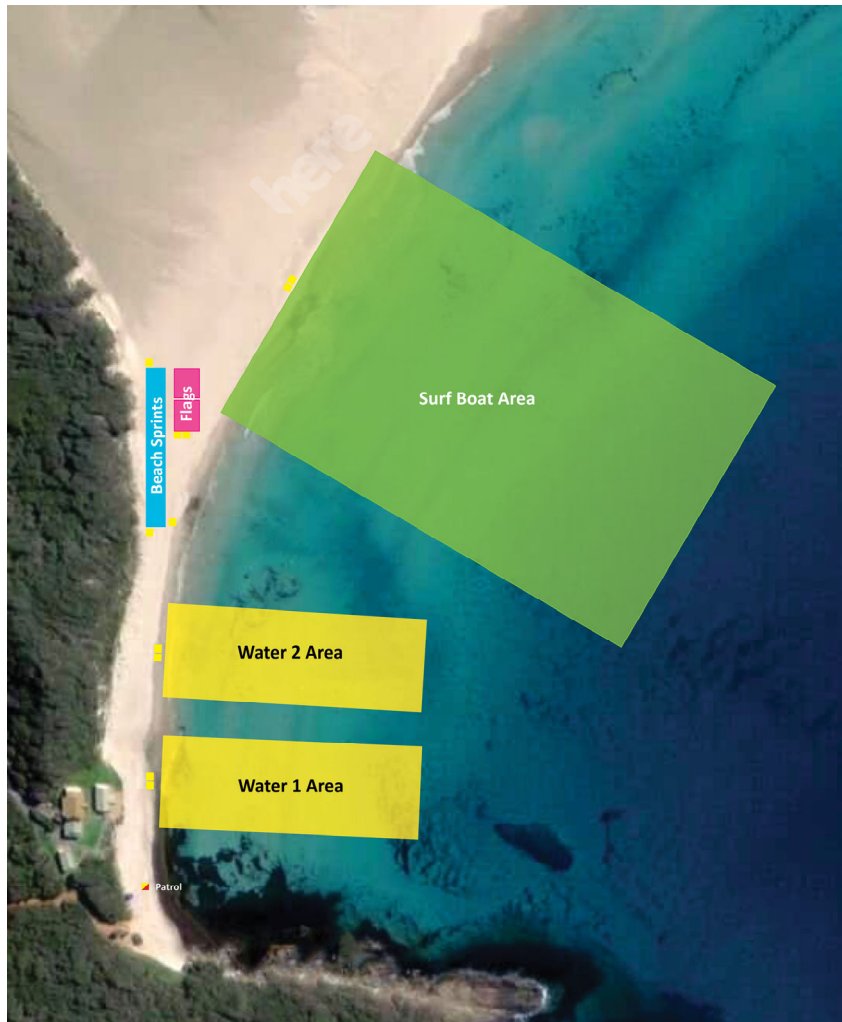 here
Surf Boat Area
Flags
Beach Sprints
Water 2 Area
Water 1 Area
Patrol